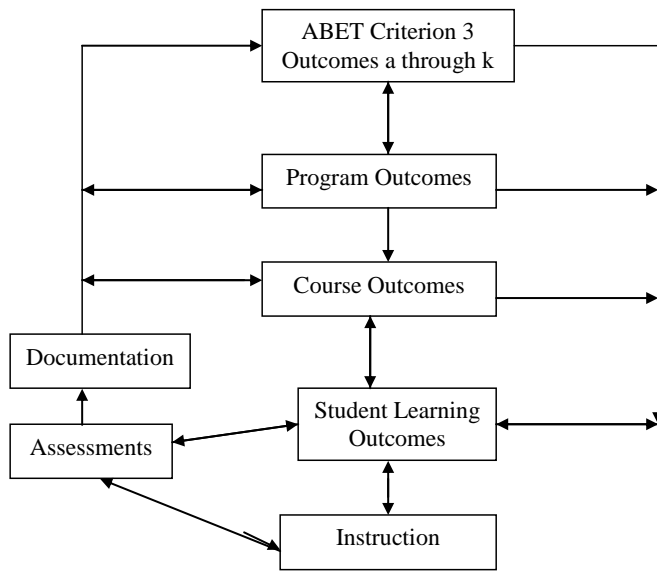 ABET Criterion 3
Outcomes a through k
Program Outcomes
Course Outcomes
Documentation
Student Learning
Outcomes
Assessments
Instruction